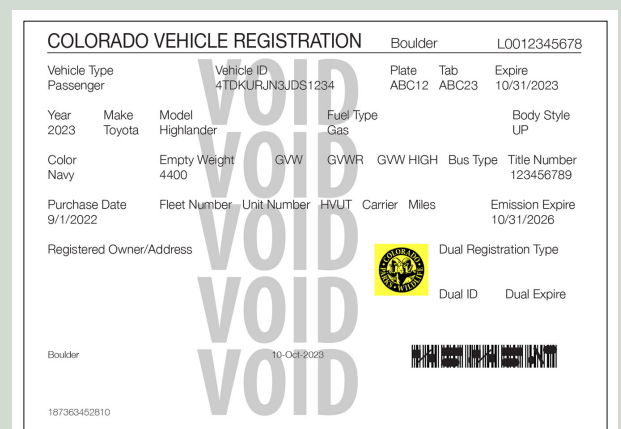 COLORADO VEHICLE REGISTRATION Boulder L0012345678
Vehicle Type Vehicle ID Plate Tab Expire
Passenger 4TDKURJN3JDS1234 ABC12 ABC23 10/31/2023
Year Make Model Fuel Type Body Style
2023 Toyota Highlander Gas UP
Color Empty Weight GVW GVWR GVW HIGH Bus Type Title Number
Navy 4400 123456789
Purchase Date Fleet Number Unit Number HVUT Carrier Miles Emission Expire
9/1/2022 10/31/2026
Registered Owner/Address Dual Registration Type
COLORADO
PARKS • WILDLIFE
Dual ID Dual Expire
Boulder 10-Oct-2023
187363452810
VOID
VOID
VOID
VOID
VOID